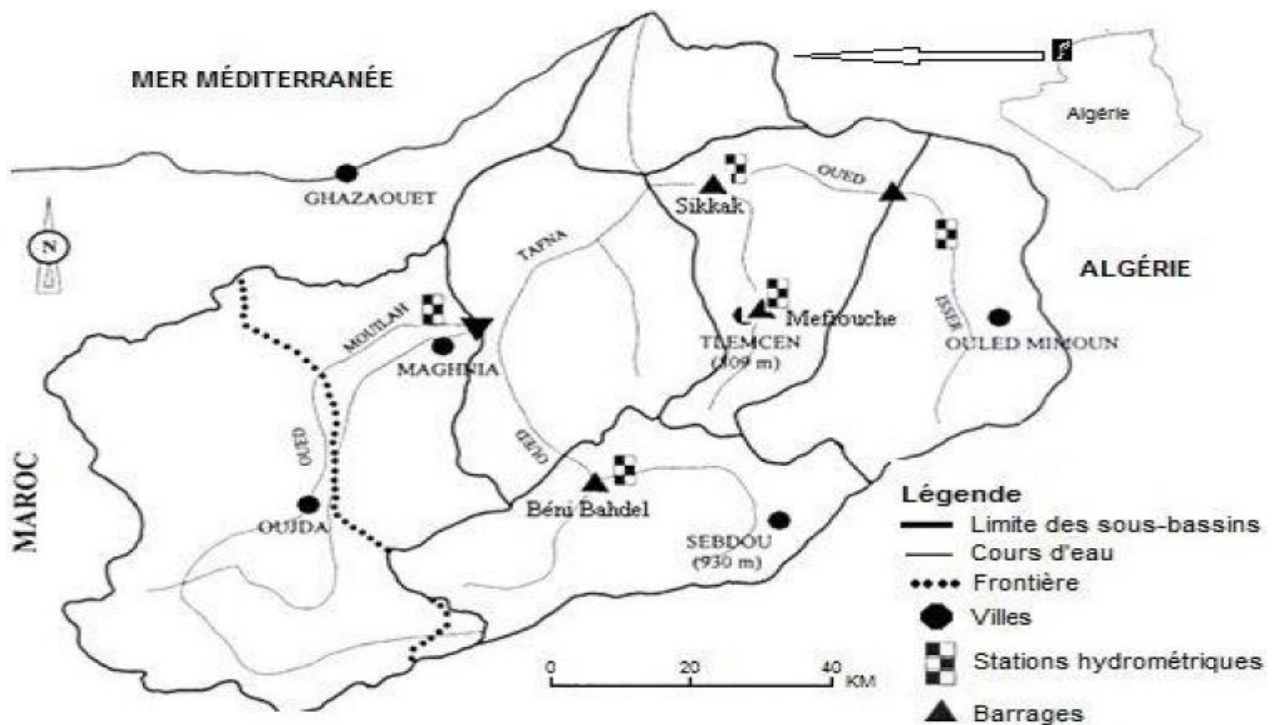 MER MÉDITERRANÉE
Algérie
GHAZAOUET
N
Sikkak
OUED
TAFNA
ISSER
ALGÉRIE
MOUILAH
MAGHNIA
Mefrouche
TLEMCEN
(809 m)
OULED MIMOUN
OUED
OUED
MAROC
OUJDA
Béni Bahdel
SEBDOU
(930 m)
Légende
Limite des sous-bassins
Cours d'eau
Frontière
Villes
Stations hydrométriques
Barrages
0 20 40
KM